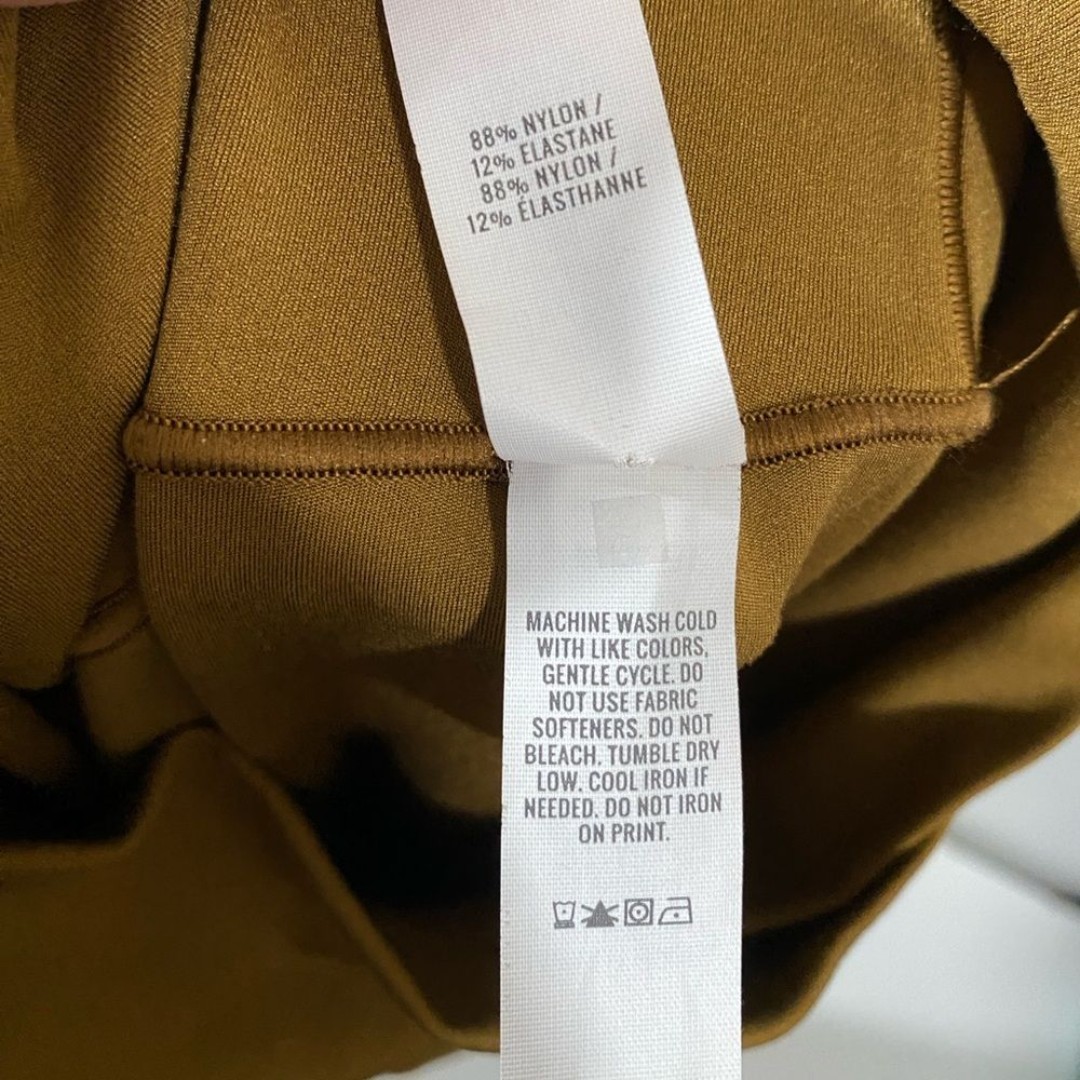 88% NYLON /
12% ELASTANE
88% NYLON /
12% ÉLASTHANNE
MACHINE WASH COLD
WITH LIKE COLORS,
GENTLE CYCLE. DO
NOT USE FABRIC
SOFTENERS. DO NOT
BLEACH. TUMBLE DRY
LOW. COOL IRON IF
NEEDED. DO NOT IRON
ON PRINT.